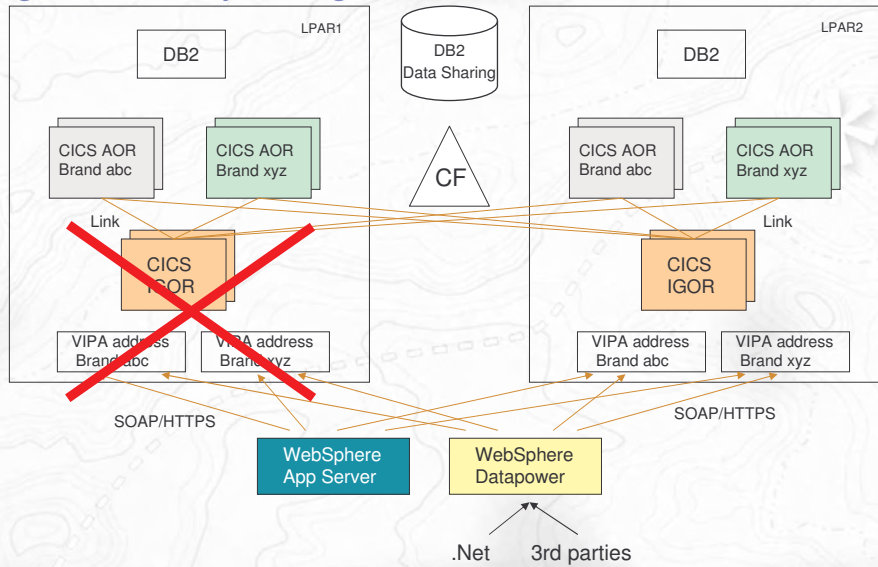 LPAR1
DB2
CICS AOR
Brand abc
CICS AOR
Brand xyz
Link
CICS
IGOR
VIPA address
Brand abc
VIPA address
Brand xyz
DB2
Data Sharing
CF
LPAR2
DB2
CICS AOR
Brand abc
CICS AOR
Brand xyz
Link
CICS
IGOR
VIPA address
Brand abc
VIPA address
Brand xyz
SOAP/HTTPS
SOAP/HTTPS
WebSphere
App Server
WebSphere
Datapower
.Net
3rd parties